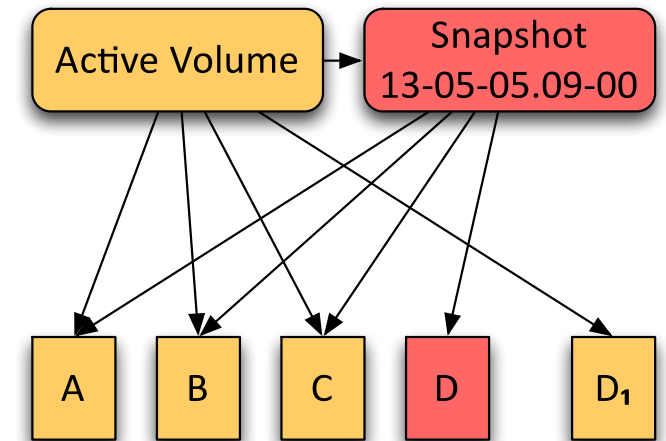 Active Volume
Snapshot
13-05-05.09-00
A
B
C
D
D₁